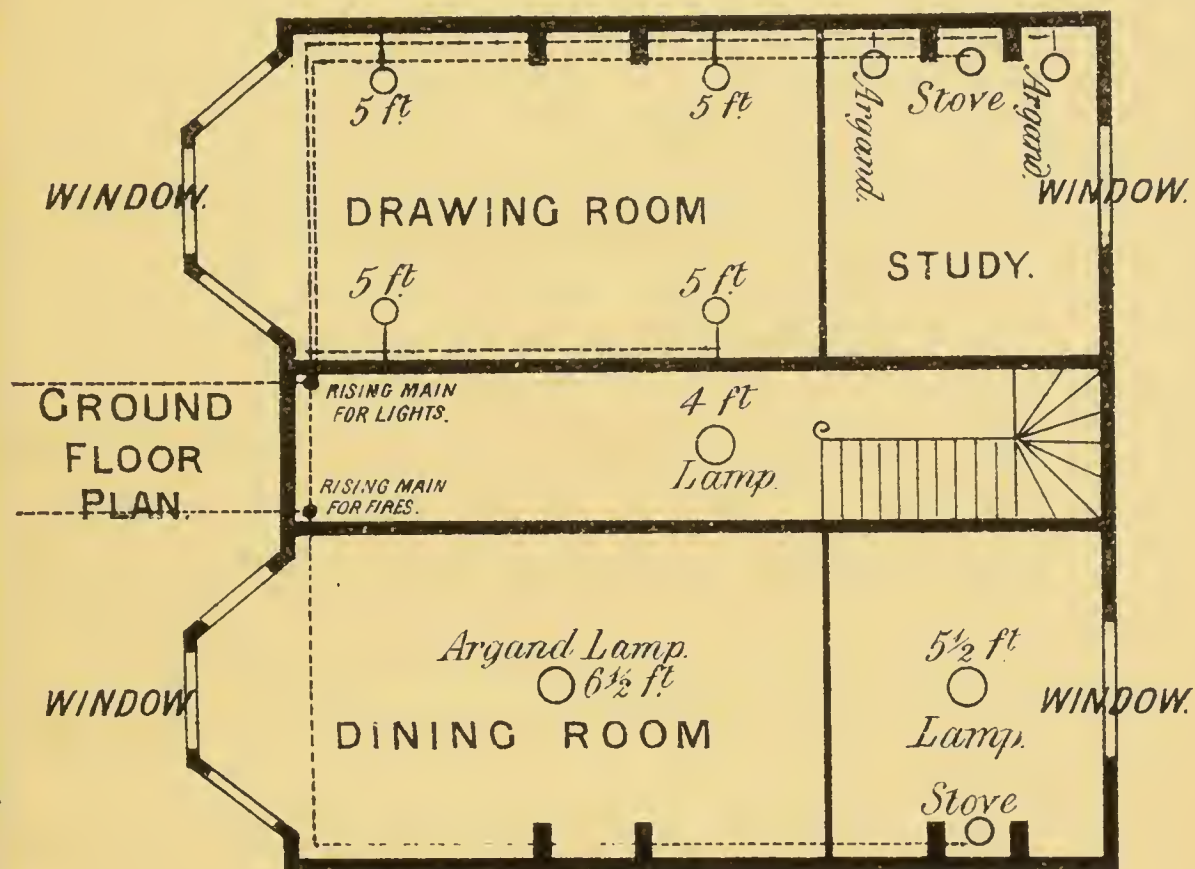 5 ft
5 ft
Argand.
Stove
Argand.
WINDOW.
DRAWING ROOM
WINDOW.
STUDY.
5 ft
5 ft
GROUND
FLOOR
PLAN.
RISING MAIN
FOR LIGHTS.
4 ft
Lamp.
RISING MAIN
FOR FIRES.
Argand Lamp.
6½ ft
5½ ft
Lamp.
WINDOW
DINING ROOM
WINDOW.
Stove